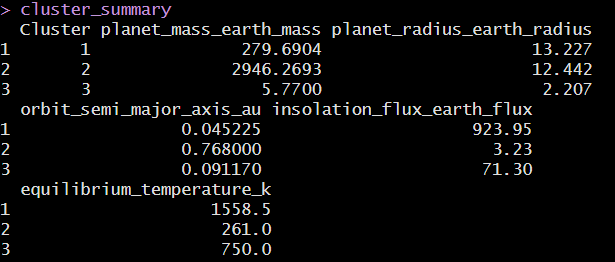 > cluster_summary
Cluster planet_mass_earth_mass planet_radius_earth_radius
1 1 279.6904 13.227
2 2 2946.2693 12.442
3 3 5.7700 2.207
orbit_semi_major_axis_au insolation_flux_earth_flux
1 0.045225 923.95
2 0.768000 3.23
3 0.091170 71.30
equilibrium_temperature_k
1 1558.5
2 261.0
3 750.0